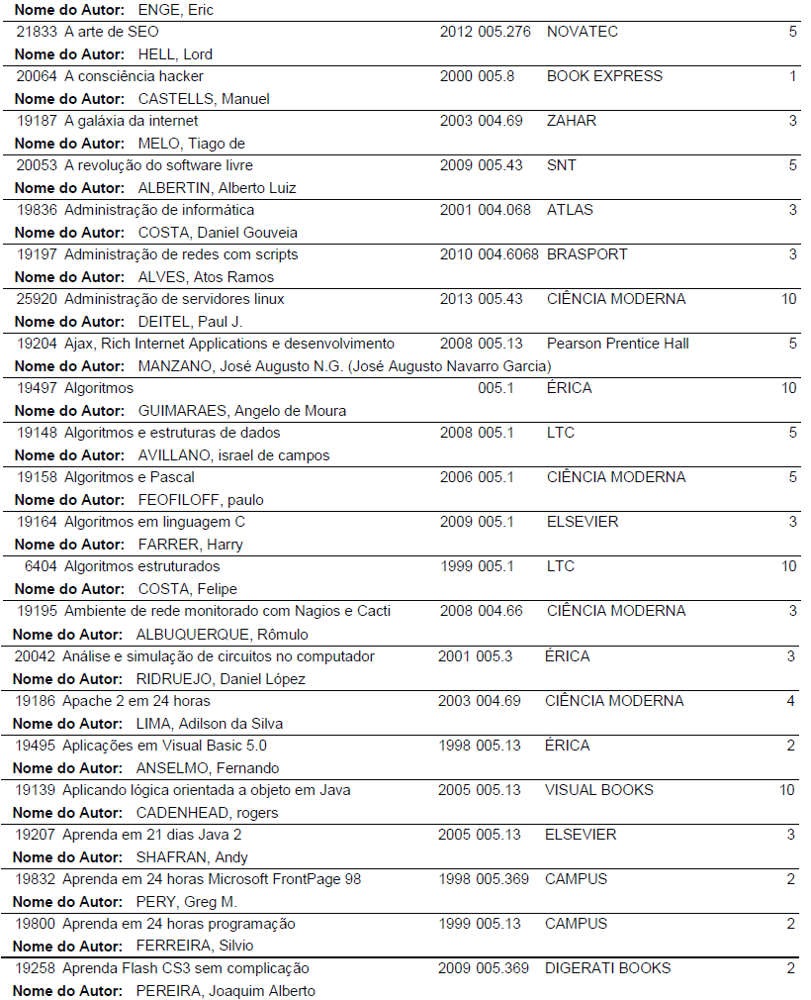 Nome do Autor: ENGE, Eric
21833 A arte de SEO 2012 005.276 NOVATEC 5
Nome do Autor: HELL, Lord
20064 A consciência hacker 2000 005.8 BOOK EXPRESS 1
Nome do Autor: CASTELLS, Manuel
19187 A galáxia da internet 2003 004.69 ZAHAR 3
Nome do Autor: MELO, Tiago de
20053 A revolução do software livre 2009 005.43 SNT 5
Nome do Autor: ALBERTIN, Alberto Luiz
19836 Administração de informática 2001 004.068 ATLAS 3
Nome do Autor: COSTA, Daniel Gouveia
19197 Administração de redes com scripts 2010 004.6068 BRASPORT 3
Nome do Autor: ALVES, Atos Ramos
25920 Administração de servidores linux 2013 005.43 CIÊNCIA MODERNA 10
Nome do Autor: DEITEL, Paul J.
19204 Ajax, Rich Internet Applications e desenvolvimento 2008 005.13 Pearson Prentice Hall 5
Nome do Autor: MANZANO, José Augusto N.G. (José Augusto Navarro Garcia)
19497 Algoritmos 005.1 ÉRICA 10
Nome do Autor: GUIMARAES, Angelo de Moura
19148 Algoritmos e estruturas de dados 2008 005.1 LTC 5
Nome do Autor: AVILLANO, israel de campos
19158 Algoritmos e Pascal 2006 005.1 CIÊNCIA MODERNA 5
Nome do Autor: FEOFILOFF, paulo
19164 Algoritmos em linguagem C 2009 005.1 ELSEVIER 3
Nome do Autor: FARRER, Harry
6404 Algoritmos estruturados 1999 005.1 LTC 10
Nome do Autor: COSTA, Felipe
19195 Ambiente de rede monitorado com Nagios e Cacti 2008 004.66 CIÊNCIA MODERNA 3
Nome do Autor: ALBUQUERQUE, Rômulo
20042 Análise e simulação de circuitos no computador 2001 005.3 ÉRICA 3
Nome do Autor: RIDRUEJO, Daniel López
19186 Apache 2 em 24 horas 2003 004.69 CIÊNCIA MODERNA 4
Nome do Autor: LIMA, Adilson da Silva
19495 Aplicações em Visual Basic 5.0 1998 005.13 ÉRICA 2
Nome do Autor: ANSELMO, Fernando
19139 Aplicando lógica orientada a objeto em Java 2005 005.13 VISUAL BOOKS 10
Nome do Autor: CADENHEAD, rogers
19207 Aprenda em 21 dias Java 2 2005 005.13 ELSEVIER 3
Nome do Autor: SHAFRAN, Andy
19832 Aprenda em 24 horas Microsoft FrontPage 98 1998 005.369 CAMPUS 2
Nome do Autor: PERY, Greg M.
19800 Aprenda em 24 horas programação 1999 005.13 CAMPUS 2
Nome do Autor: FERREIRA, Silvio
19258 Aprenda Flash CS3 sem complicação 2009 005.369 DIGERATI BOOKS 2
Nome do Autor: PEREIRA, Joaquim Alberto